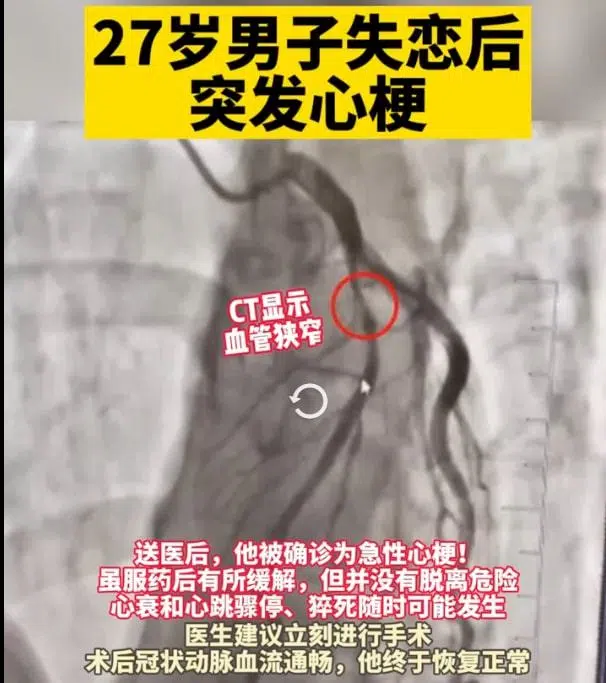 27岁男子失恋后
突发心梗
CT显示
血管狭窄
送医后，他被确诊为急性心梗！
虽服药后有所缓解，但并没有脱离危险
心衰和心跳骤停、猝死随时可能发生
医生建议立刻进行手术
术后冠状动脉血流通畅，他终于恢复正常